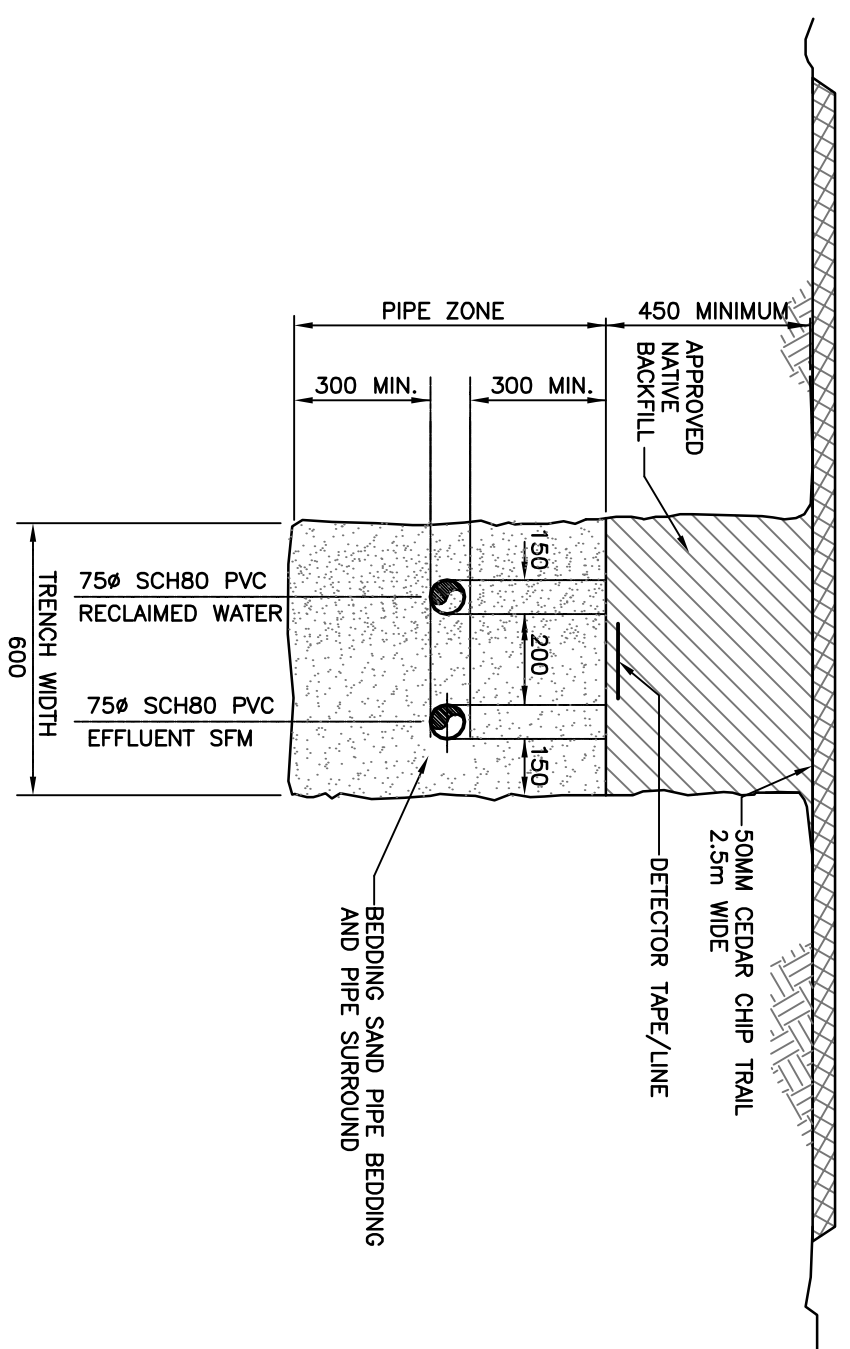 50MM CEDAR CHIP TRAIL
2.5m WIDE
DETECTOR TAPE/LINE
BEDDING SAND PIPE BEDDING
AND PIPE SURROUND
APPROVED
NATIVE
BACKFILL
450 MINIMUM
PIPE ZONE
300 MIN.
300 MIN.
150
200
150
75ø SCH80 PVC
RECLAIMED WATER
75ø SCH80 PVC
EFFLUENT SFM
TRENCH WIDTH
600